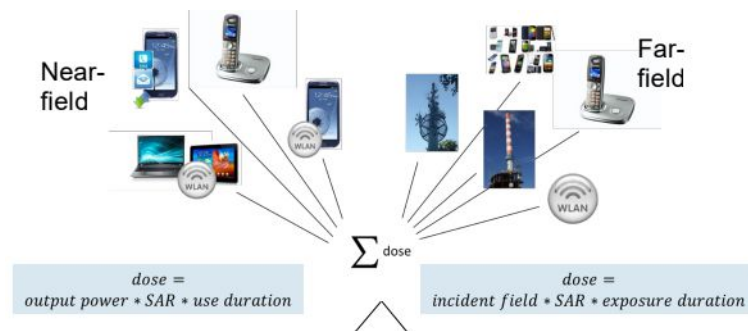 Near-
field
Far-
field
WLAN
WLAN
WLAN
∑ dose
dose =
output power * SAR * use duration
dose =
incident field * SAR * exposure duration